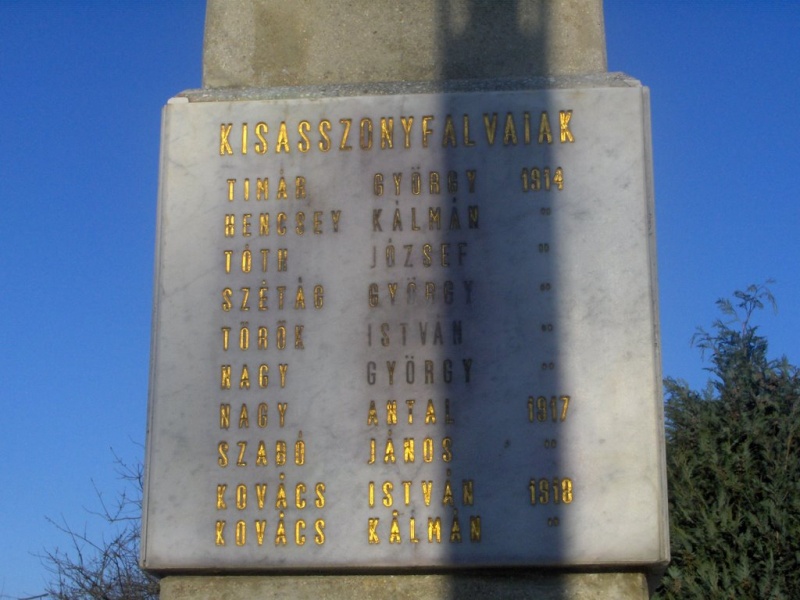 KISASSZONYFALVAIAK
TIMÁR GYÖRGY 1914
HENCSEY KÁLMÁN "
TÓTH JÓZSEF "
SZÉTÁG GYÖRGY "
TÖRÖK ISTVÁN "
NAGY GYÖRGY "
NAGY ANTAL 1917
SZABÓ JÁNOS "
KOVÁCS ISTVÁN 1918
KOVÁCS KÁLMÁN "